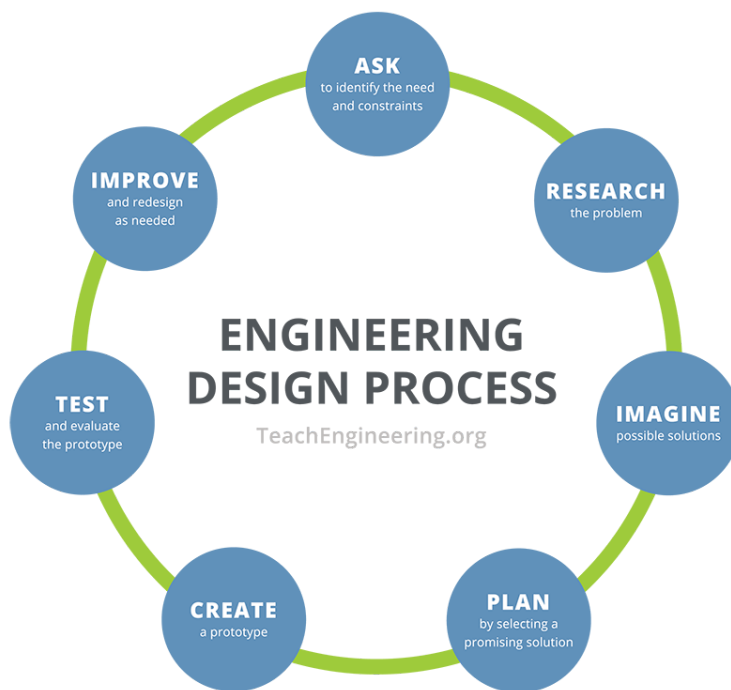 ASK
to identify the need
and constraints
RESEARCH
the problem
IMAGINE
possible solutions
PLAN
by selecting a
promising solution
CREATE
a prototype
TEST
and evaluate
the prototype
IMPROVE
and redesign
as needed
ENGINEERING
DESIGN PROCESS
TeachEngineering.org